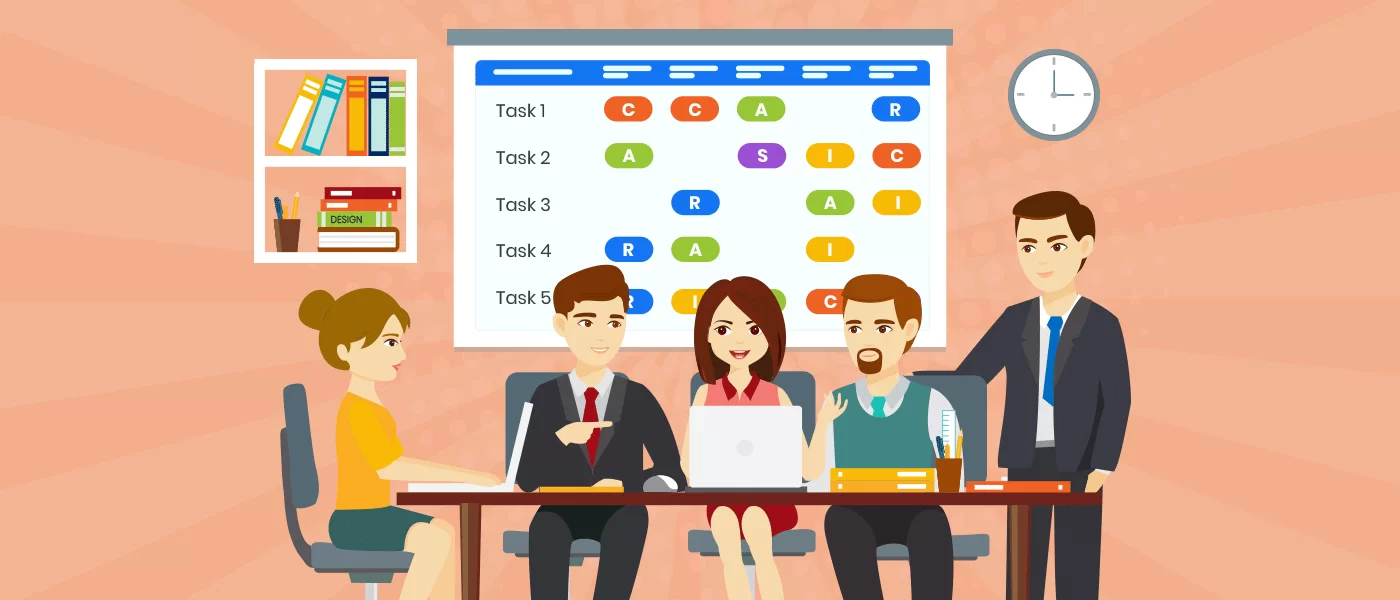 Task 1 C C A R
Task 2 A S I C
Task 3 R A I
Task 4 R A I
Task 5 R I C
DESIGN